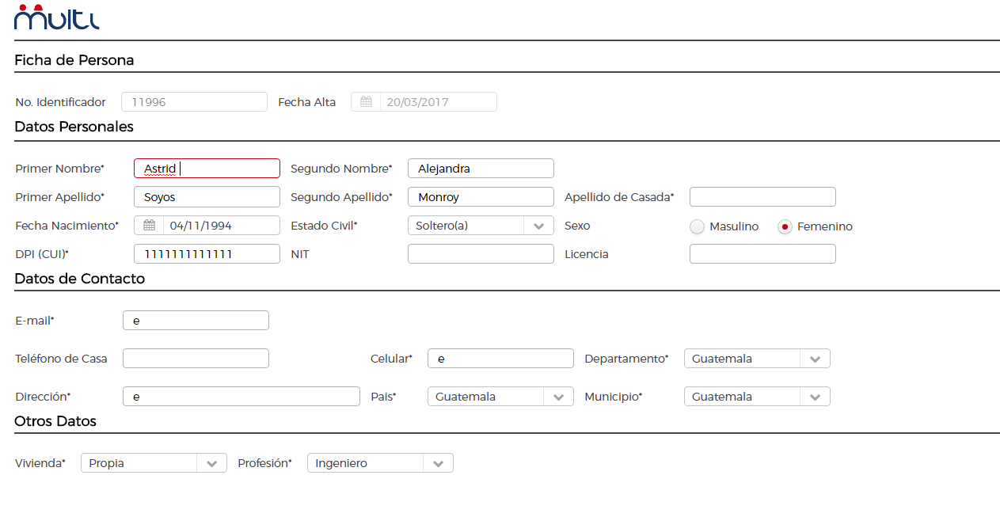 multi
Ficha de Persona
No. Identificador 11996 Fecha Alta 20/03/2017
Datos Personales
Primer Nombre* Astrid Segundo Nombre* Alejandra
Primer Apellido* Soyos Segundo Apellido* Monroy Apellido de Casada*
Fecha Nacimiento* 04/11/1994 Estado Civil* Soltero(a) Sexo Masulino Femenino
DPI (CUI)* 1111111111111 NIT Licencia
Datos de Contacto
E-mail* e
Teléfono de Casa Celular* e Departamento* Guatemala
Dirección* e Pais* Guatemala Municipio* Guatemala
Otros Datos
Vivienda* Propia Profesión* Ingeniero